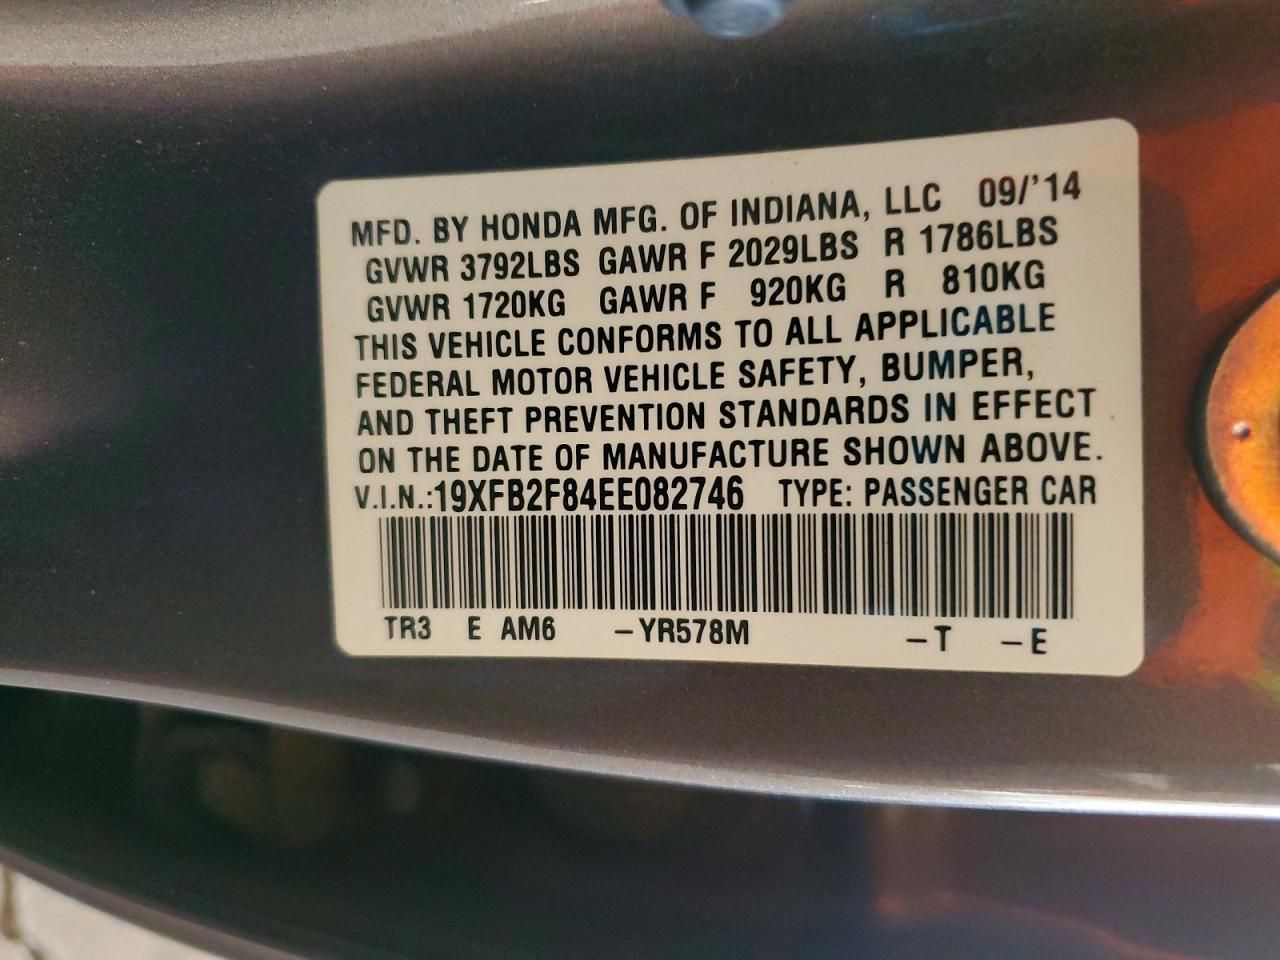 MFD. BY HONDA MFG. OF INDIANA, LLC 09/'14
GVWR 3792LBS GAWR F 2029LBS R 1786LBS
GVWR 1720KG GAWR F 920KG R 810KG
THIS VEHICLE CONFORMS TO ALL APPLICABLE
FEDERAL MOTOR VEHICLE SAFETY, BUMPER,
AND THEFT PREVENTION STANDARDS IN EFFECT
ON THE DATE OF MANUFACTURE SHOWN ABOVE.
V.I.N.:19XFB2F84EE082746 TYPE: PASSENGER CAR
TR3 E AM6 -YR578M -T -E